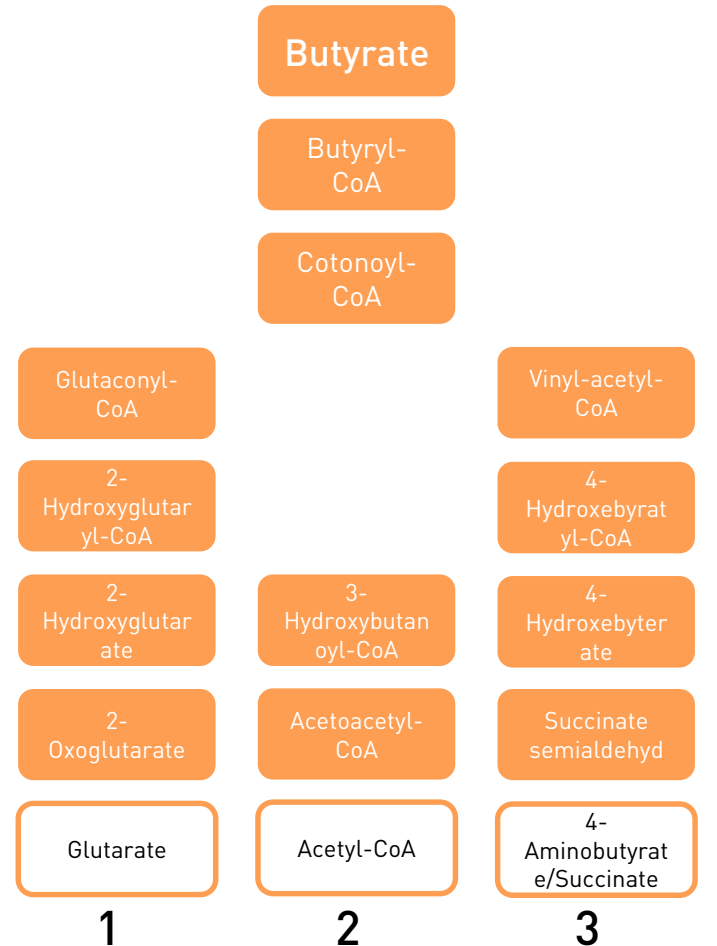 Butyrate
Butyryl-
CoA
Cotonoyl-
CoA
Glutaconyl-
CoA
Vinyl-acetyl-
CoA
2-
Hydroxyglutar
yl-CoA
4-
Hydroxebyrat
yl-CoA
2-
Hydroxyglutar
ate
3-
Hydroxybutan
oyl-CoA
4-
Hydroxebyter
ate
2-
Oxoglutarate
Acetoacetyl-
CoA
Succinate
semialdehyd
Glutarate
Acetyl-CoA
4-
Aminobutyrat
e/Succinate
1
2
3